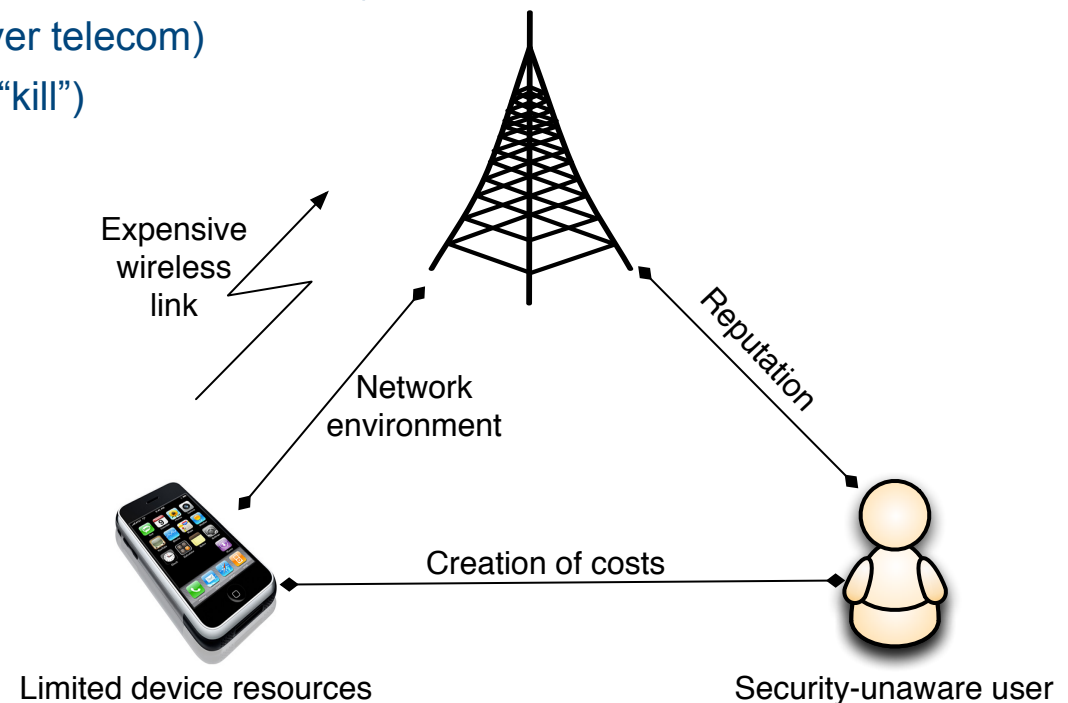 ver telecom)
“kill”)
Expensive
wireless
link
Reputation
Network
environment
Creation of costs
Limited device resources
Security-unaware user